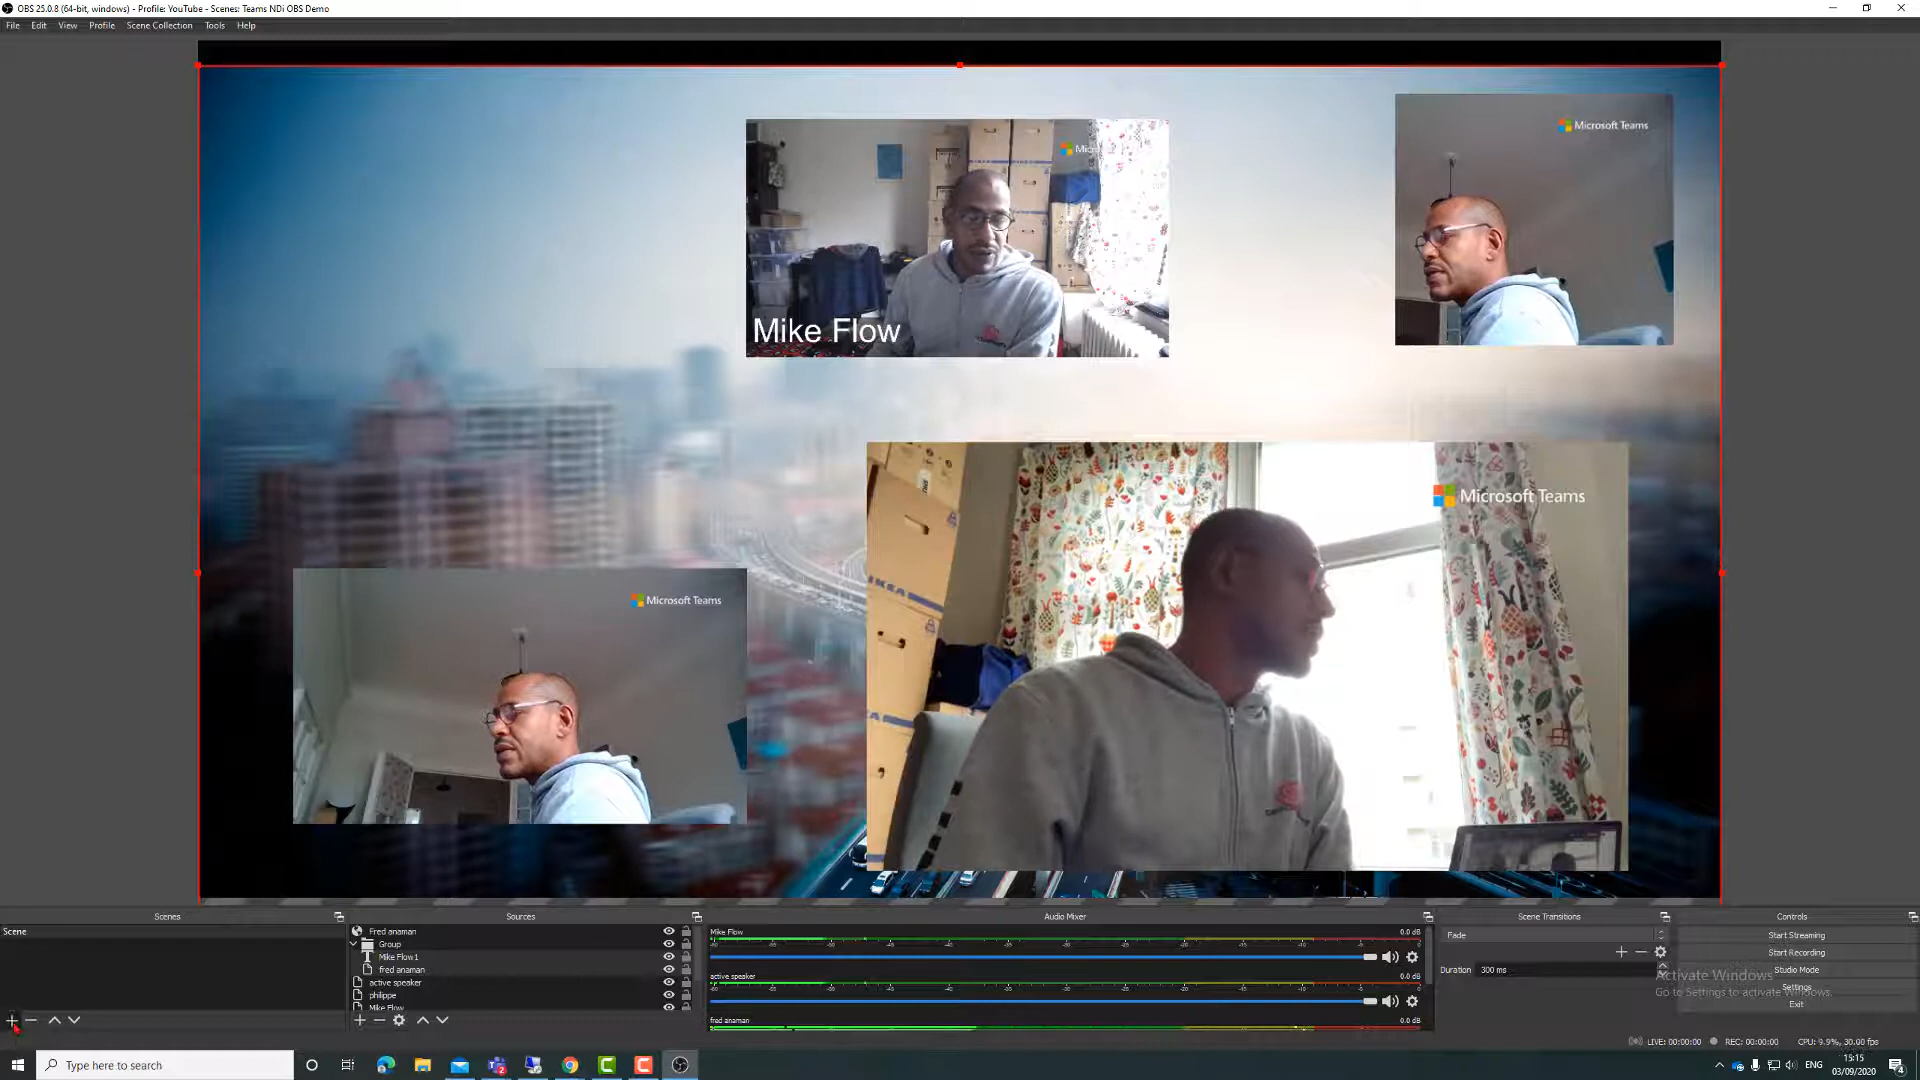 OBS 25.0.8 (64-bit, windows) - Profile: YouTube - Scenes: Teams NDi OBS Demo
File Edit View Profile Scene Collection Tools Help
Microsoft Teams
Micro
Mike Flow
Microsoft Teams
Microsoft Teams
IKEA
Scenes
Scene
Sources
Fred anaman
Group
Mike Flow1
fred anaman
active speaker
philippe
Mike Flow
Audio Mixer
Mike Flow 0.0 dB
active speaker 0.0 dB
fred anaman 0.0 dB
Scene Transitions
Fade
Duration 300 ms
Controls
Start Streaming
Start Recording
Studio Mode
Settings
Exit
Activate Windows
Go to Settings to activate Windows.
LIVE: 00:00:00 REC: 00:00:00 CPU: 9.9%, 30.00 fps
Type here to search
ENG
15:15
03/09/2020